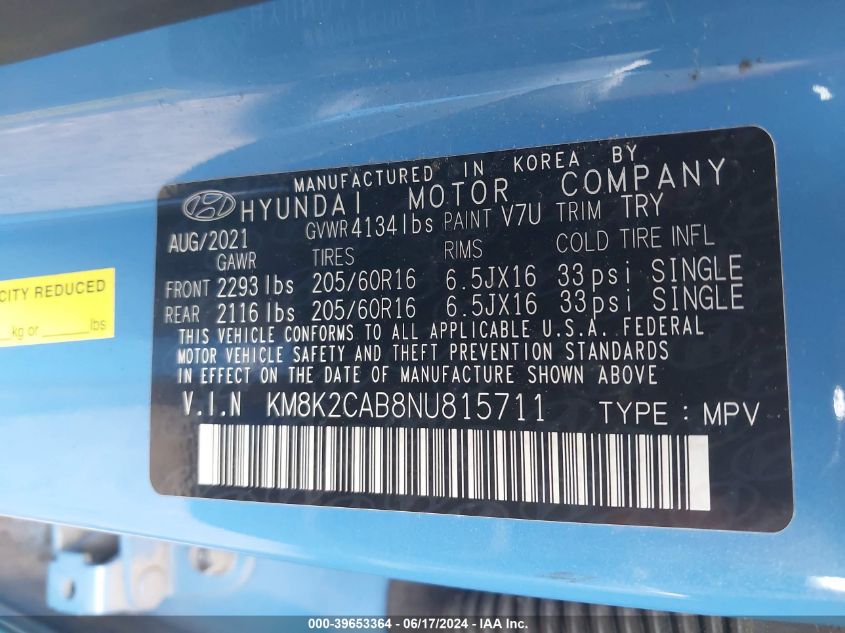 MANUFACTURED IN KOREA BY
HYUNDAI MOTOR COMPANY
AUG/2021 GVWR 4134 lbs PAINT V7U TRIM TRY
GAWR TIRES RIMS COLD TIRE INFL
FRONT 2293 lbs 205/60R16 6.5JX16 33 psi SINGLE
REAR 2116 lbs 205/60R16 6.5JX16 33 psi SINGLE
THIS VEHICLE CONFORMS TO ALL APPLICABLE U.S.A. FEDERAL
MOTOR VEHICLE SAFETY AND THEFT PREVENTION STANDARDS
IN EFFECT ON THE DATE OF MANUFACTURE SHOWN ABOVE
V.I.N KM8K2CAB8NU815711 TYPE : MPV
CITY REDUCED
kg or lbs
000-39653364 - 06/17/2024 - IAAI.COM